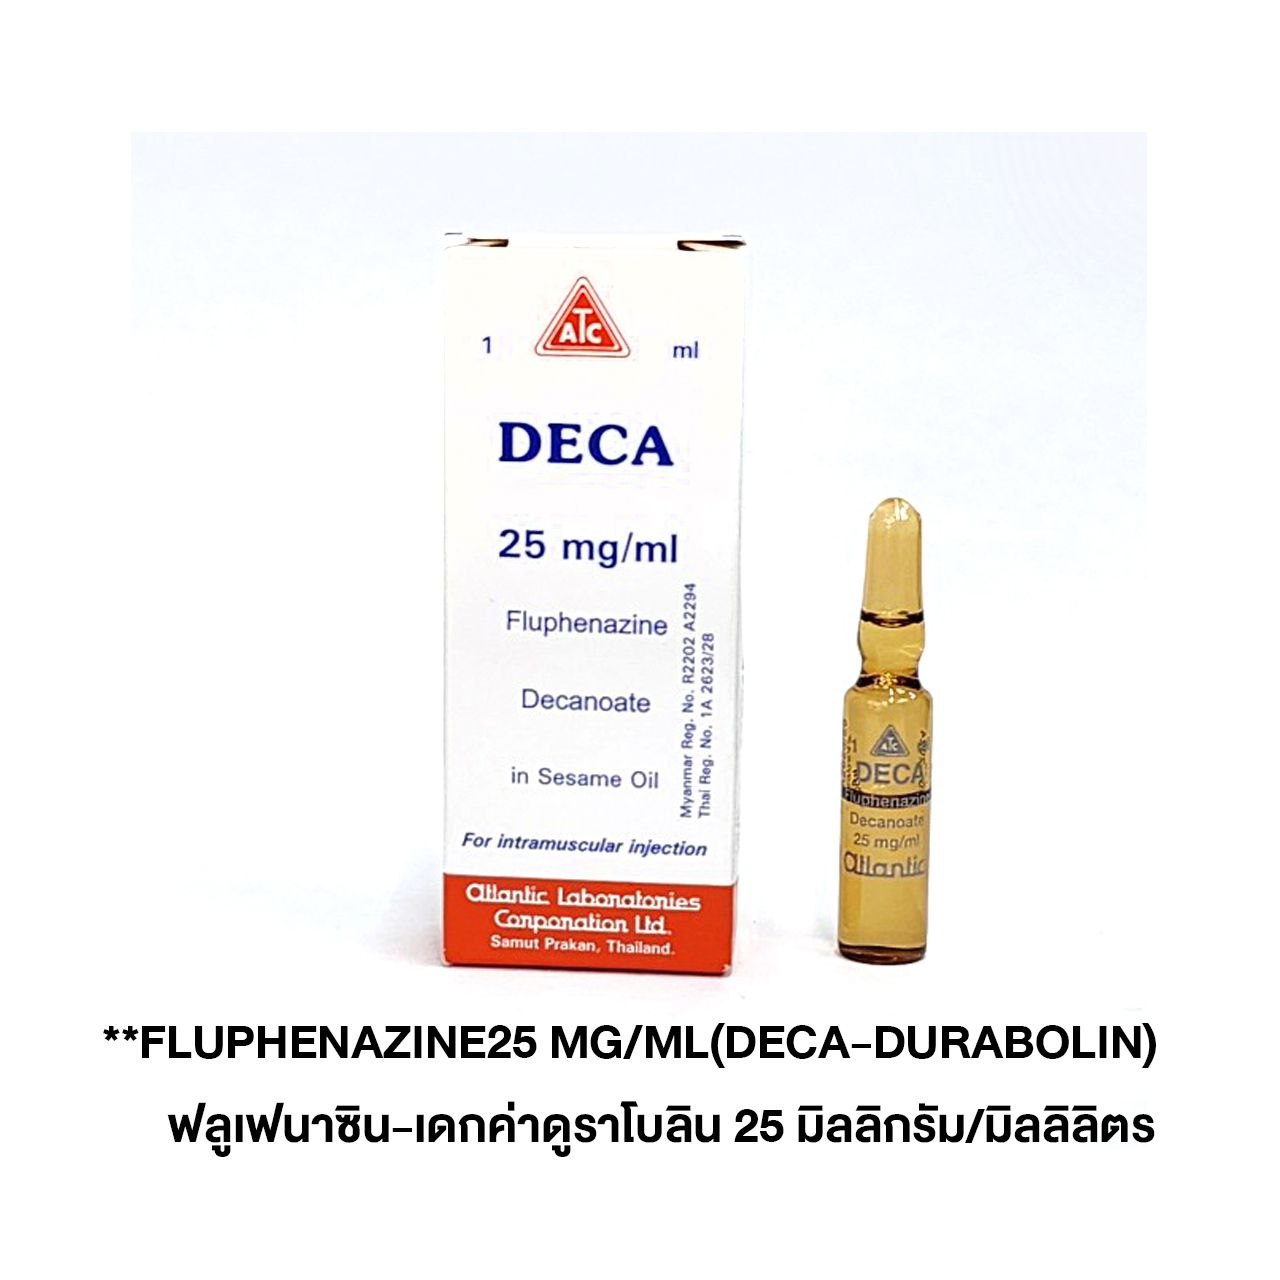 1 ATC ml
DECA
25 mg/ml
Fluphenazine
Decanoate
in Sesame Oil
Myanmar Reg. No. R2202 A2294
Thai Reg. No. 1A 2623/28
For intramuscular injection
atlantic Laboratories
Corporation Ltd.
Samut Prakan, Thailand.
1 ATC
DECA
Fluphenazine
Decanoate
25 mg/ml
atlantic
**FLUPHENAZINE25 MG/ML(DECA-DURABOLIN)
ฟลูเฟนาซิน-เดกค่าดูราโบลิน 25 มิลลิกรัม/มิลลิลิตร